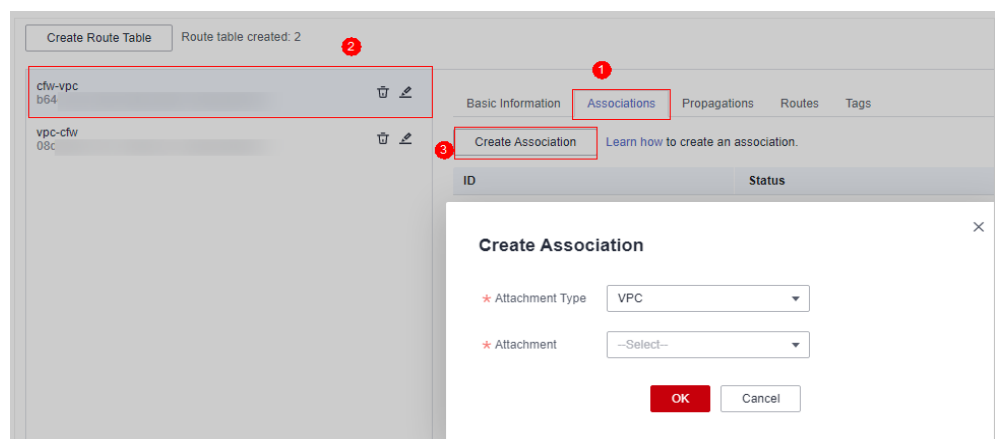 Create Route Table Route table created: 2
2
cfw-vpc
b64
vpc-cfw
08c
1
Basic Information Associations Propagations Routes Tags
3 Create Association Learn how to create an association.
ID Status
Create Association
* Attachment Type VPC
* Attachment --Select--
OK Cancel